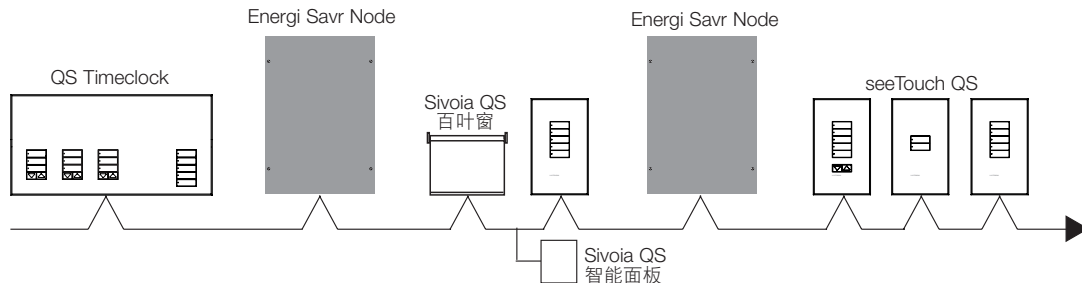 Energi Savr Node
Energi Savr Node
QS Timeclock
seeTouch QS
Sivoia QS
百叶窗
Sivoia QS
智能面板